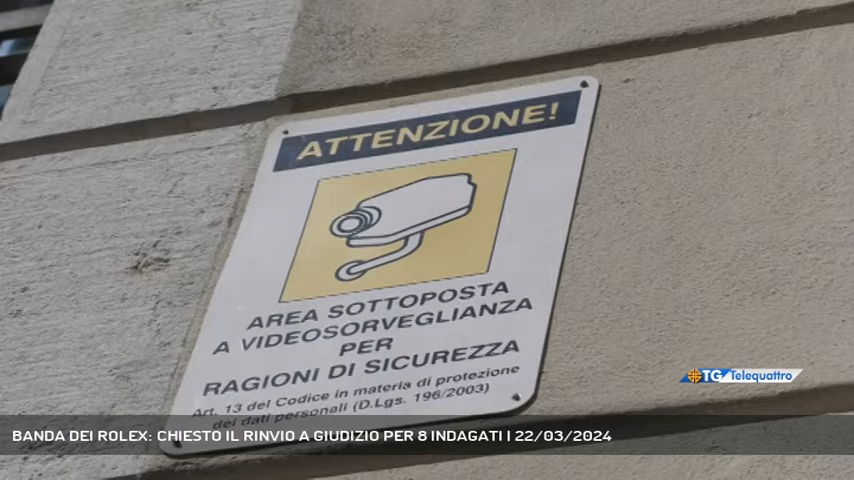 ATTENZIONE!
AREA SOTTOPOSTA
A VIDEOSORVEGLIANZA
PER
RAGIONI DI SICUREZZA
Art. 13 del Codice in materia di protezione
dei dati personali (D.Lgs. 196/2003)
TG Telequattro
BANDA DEI ROLEX: CHIESTO IL RINVIO A GIUDIZIO PER 8 INDAGATI | 22/03/2024